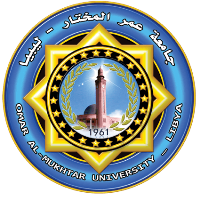 جامعة عمر المختار - ليبيا
1961
OMAR AL-MUKHTAR UNIVERSITY - LIBYA